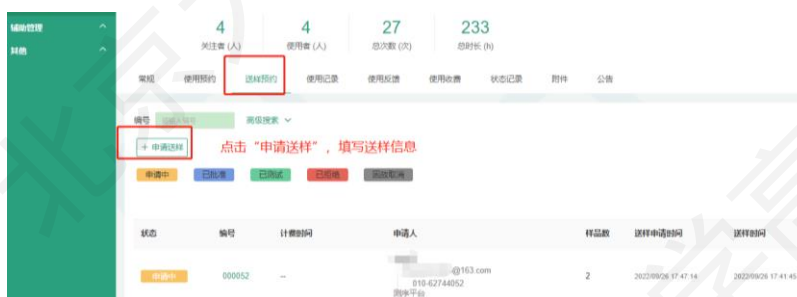 辅助管理
其他
4 4 27 233
关注者 (人) 使用者 (人) 总次数 (次) 总时长 (h)
常规 使用预约 送样预约 使用记录 使用反馈 使用收费 状态记录 附件 公告
编号 高级搜索
+ 申请送样 点击“申请送样”，填写送样信息
申请中 已批准 已测试 已拒绝 因故取消
状态 编号 计费时间 申请人 样品数 送样申请时间 送样时间
@163.com
申请中 000052 -- 2 2022/09/26 17:47:14 2022/09/26 17:41:45
010-62744052
测序平台